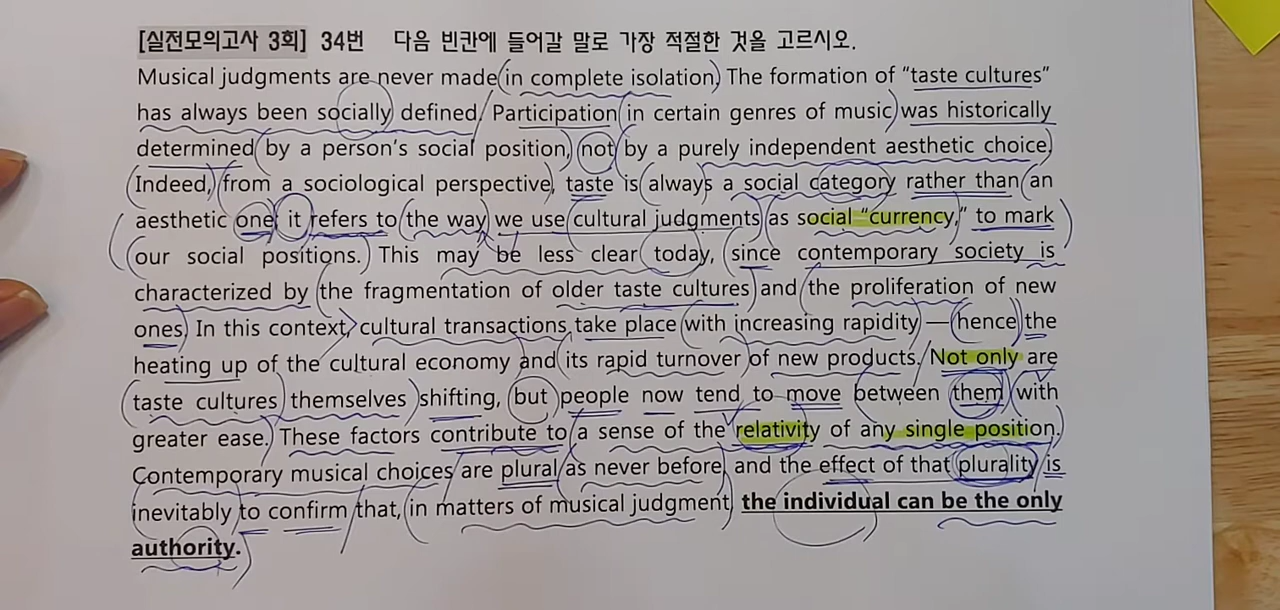 [실전모의고사 3회] 34번 다음 빈칸에 들어갈 말로 가장 적절한 것을 고르시오.
Musical judgments are never made in complete isolation. The formation of “taste cultures”
has always been socially defined. Participation in certain genres of music was historically
determined by a person's social position, not by a purely independent aesthetic choice.
Indeed, from a sociological perspective, taste is always a social category rather than an
aesthetic one; it refers to the way we use cultural judgments as social “currency,” to mark
our social positions. This may be less clear today, since contemporary society is
characterized by the fragmentation of older taste cultures and the proliferation of new
ones. In this context, cultural transactions take place with increasing rapidity — hence the
heating up of the cultural economy and its rapid turnover of new products. Not only are
taste cultures themselves shifting, but people now tend to move between them with
greater ease. These factors contribute to a sense of the relativity of any single position.
Contemporary musical choices are plural as never before, and the effect of that plurality is
inevitably to confirm that, in matters of musical judgment, the individual can be the only
authority.